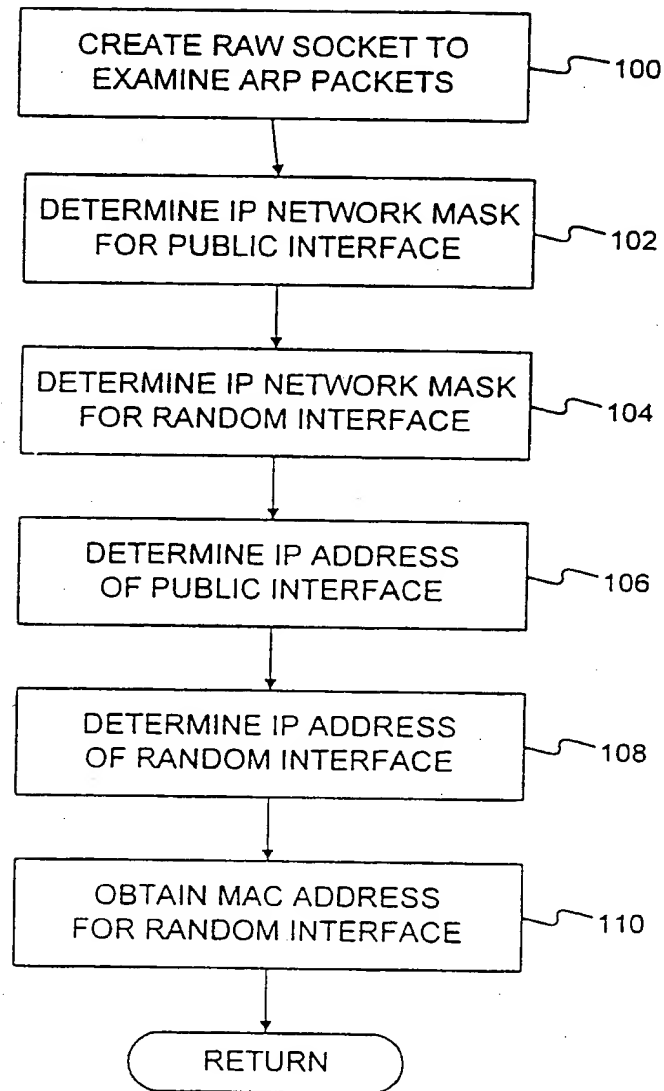 CREATE RAW SOCKET TO
EXAMINE ARP PACKETS
100
DETERMINE IP NETWORK MASK
FOR PUBLIC INTERFACE
102
DETERMINE IP NETWORK MASK
FOR RANDOM INTERFACE
104
DETERMINE IP ADDRESS
OF PUBLIC INTERFACE
106
DETERMINE IP ADDRESS
OF RANDOM INTERFACE
108
OBTAIN MAC ADDRESS
FOR RANDOM INTERFACE
110
RETURN